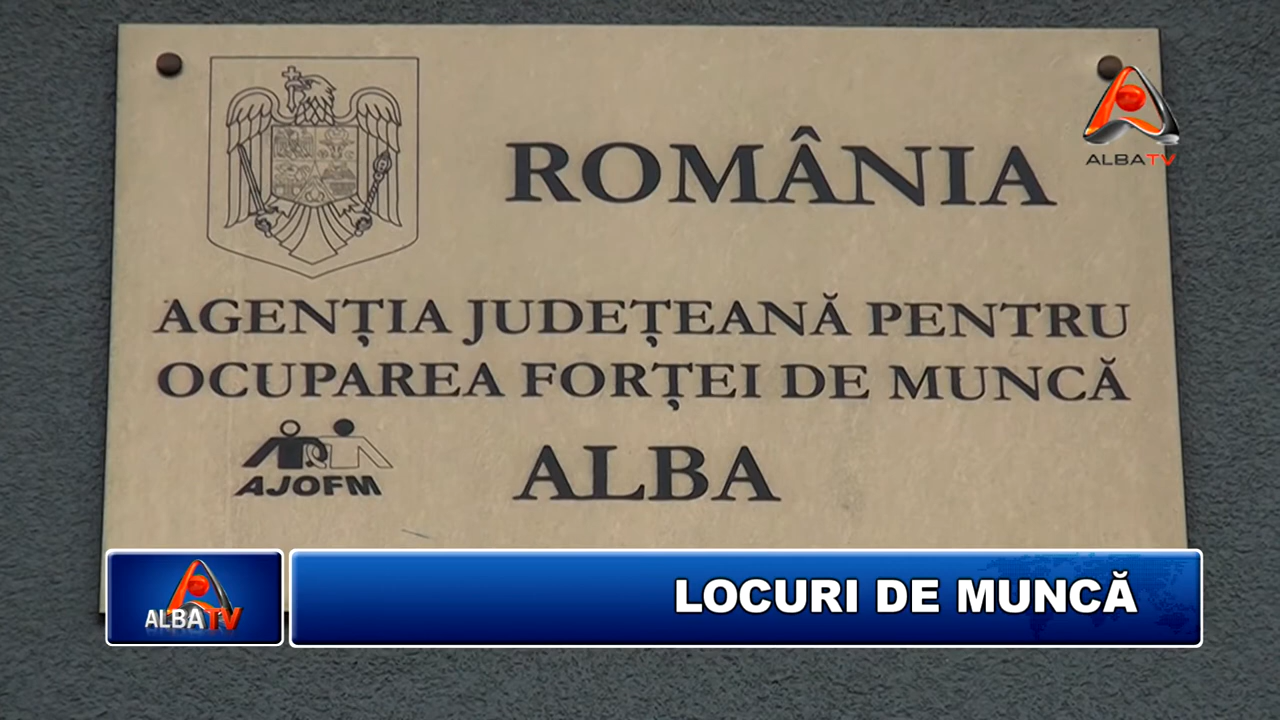 ROMÂNIA
ALBATV
AGENȚIA JUDEȚEANĂ PENTRU
OCUPAREA FORȚEI DE MUNCĂ
AJOFM
ALBA
ALBATV
LOCURI DE MUNCĂ